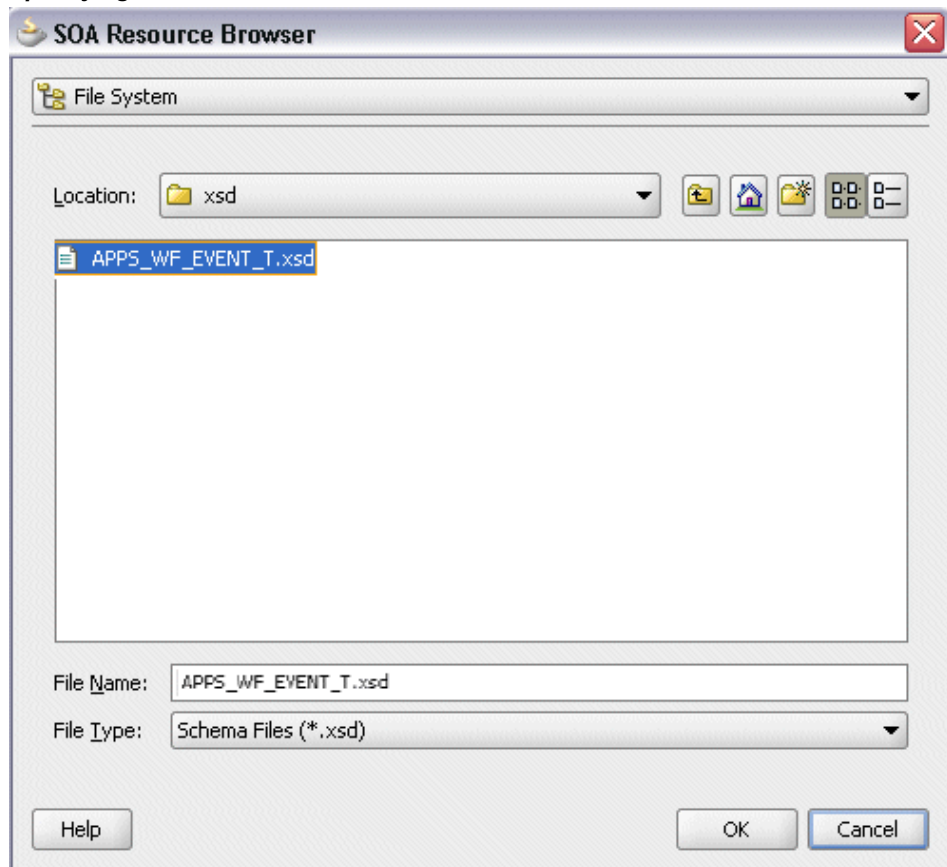 SOA Resource Browser
File System
Location: xsd
APPS_WF_EVENT_T.xsd
File Name: APPS_WF_EVENT_T.xsd
File Type: Schema Files (*.xsd)
Help OK Cancel